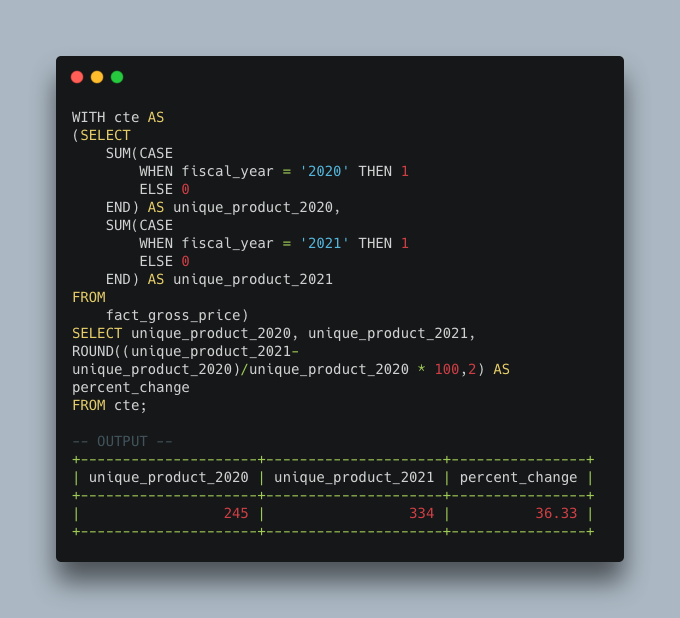 WITH cte AS
(SELECT
    SUM(CASE
        WHEN fiscal_year = '2020' THEN 1
        ELSE 0
    END) AS unique_product_2020,
    SUM(CASE
        WHEN fiscal_year = '2021' THEN 1
        ELSE 0
    END) AS unique_product_2021
FROM
    fact_gross_price)
SELECT unique_product_2020, unique_product_2021,
ROUND((unique_product_2021-
unique_product_2020)/unique_product_2020 * 100,2) AS
percent_change
FROM cte;

-- OUTPUT --
+---------------------+---------------------+----------------+
| unique_product_2020 | unique_product_2021 | percent_change |
+---------------------+---------------------+----------------+
|                 245 |                 334 |          36.33 |
+---------------------+---------------------+----------------+